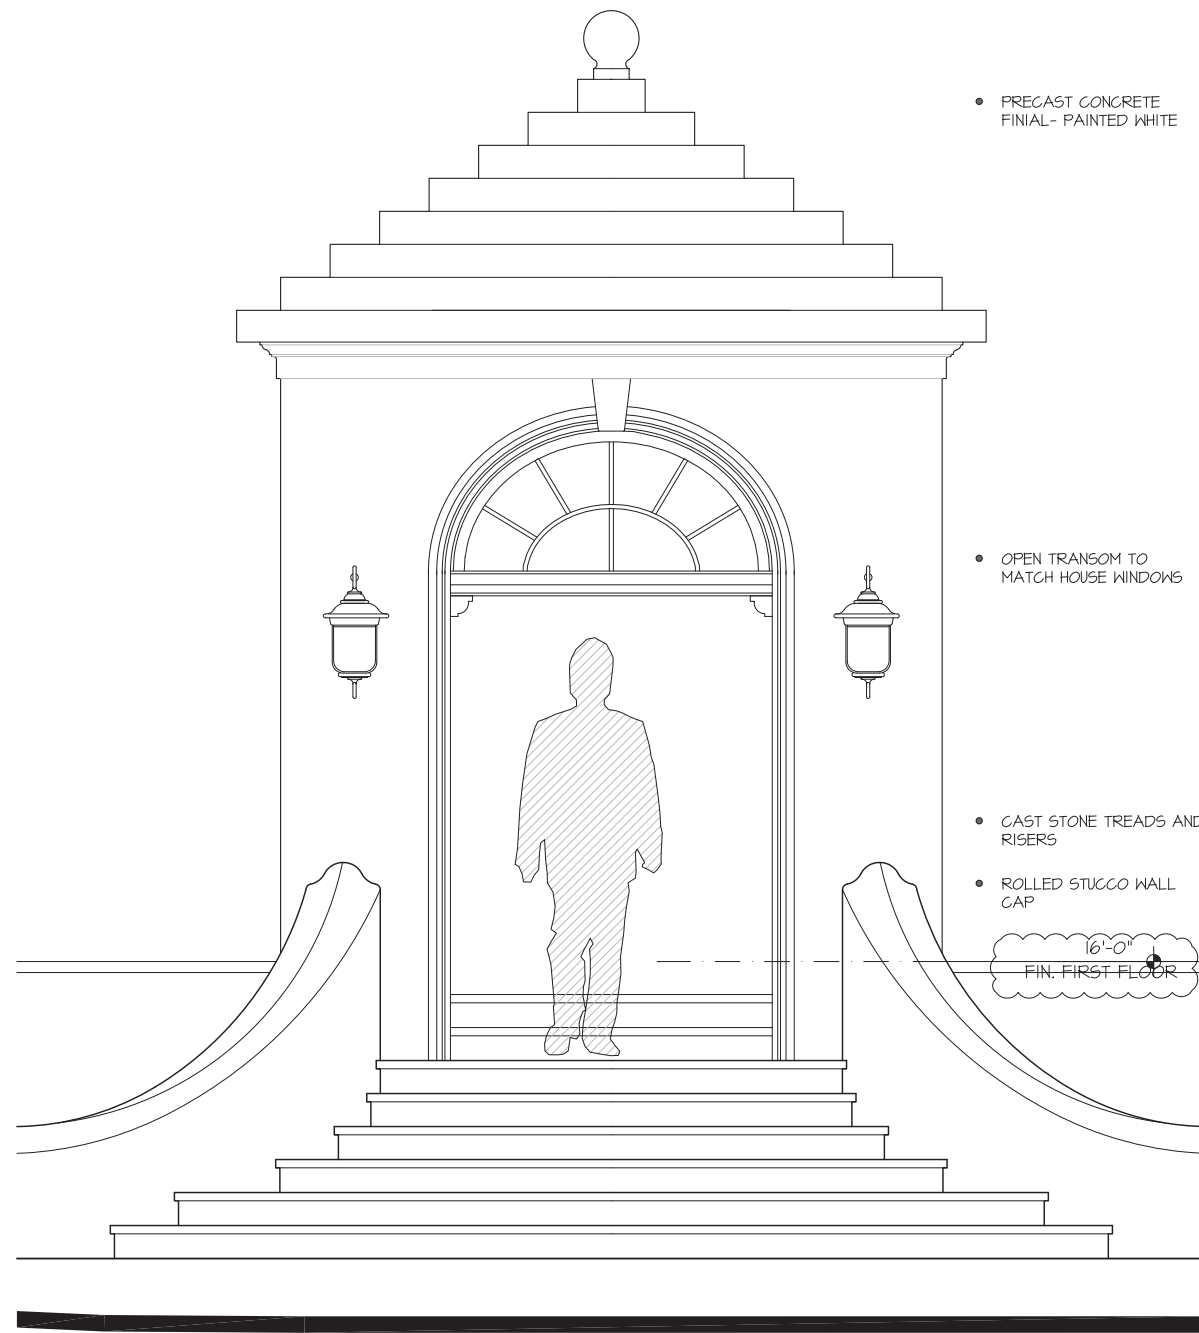 PRECAST CONCRETE
FINIAL- PAINTED WHITE
OPEN TRANSOM TO
MATCH HOUSE WINDOWS
CAST STONE TREADS AND
RISERS
ROLLED STUCCO WALL
CAP
16'-0"
FIN. FIRST FLOOR